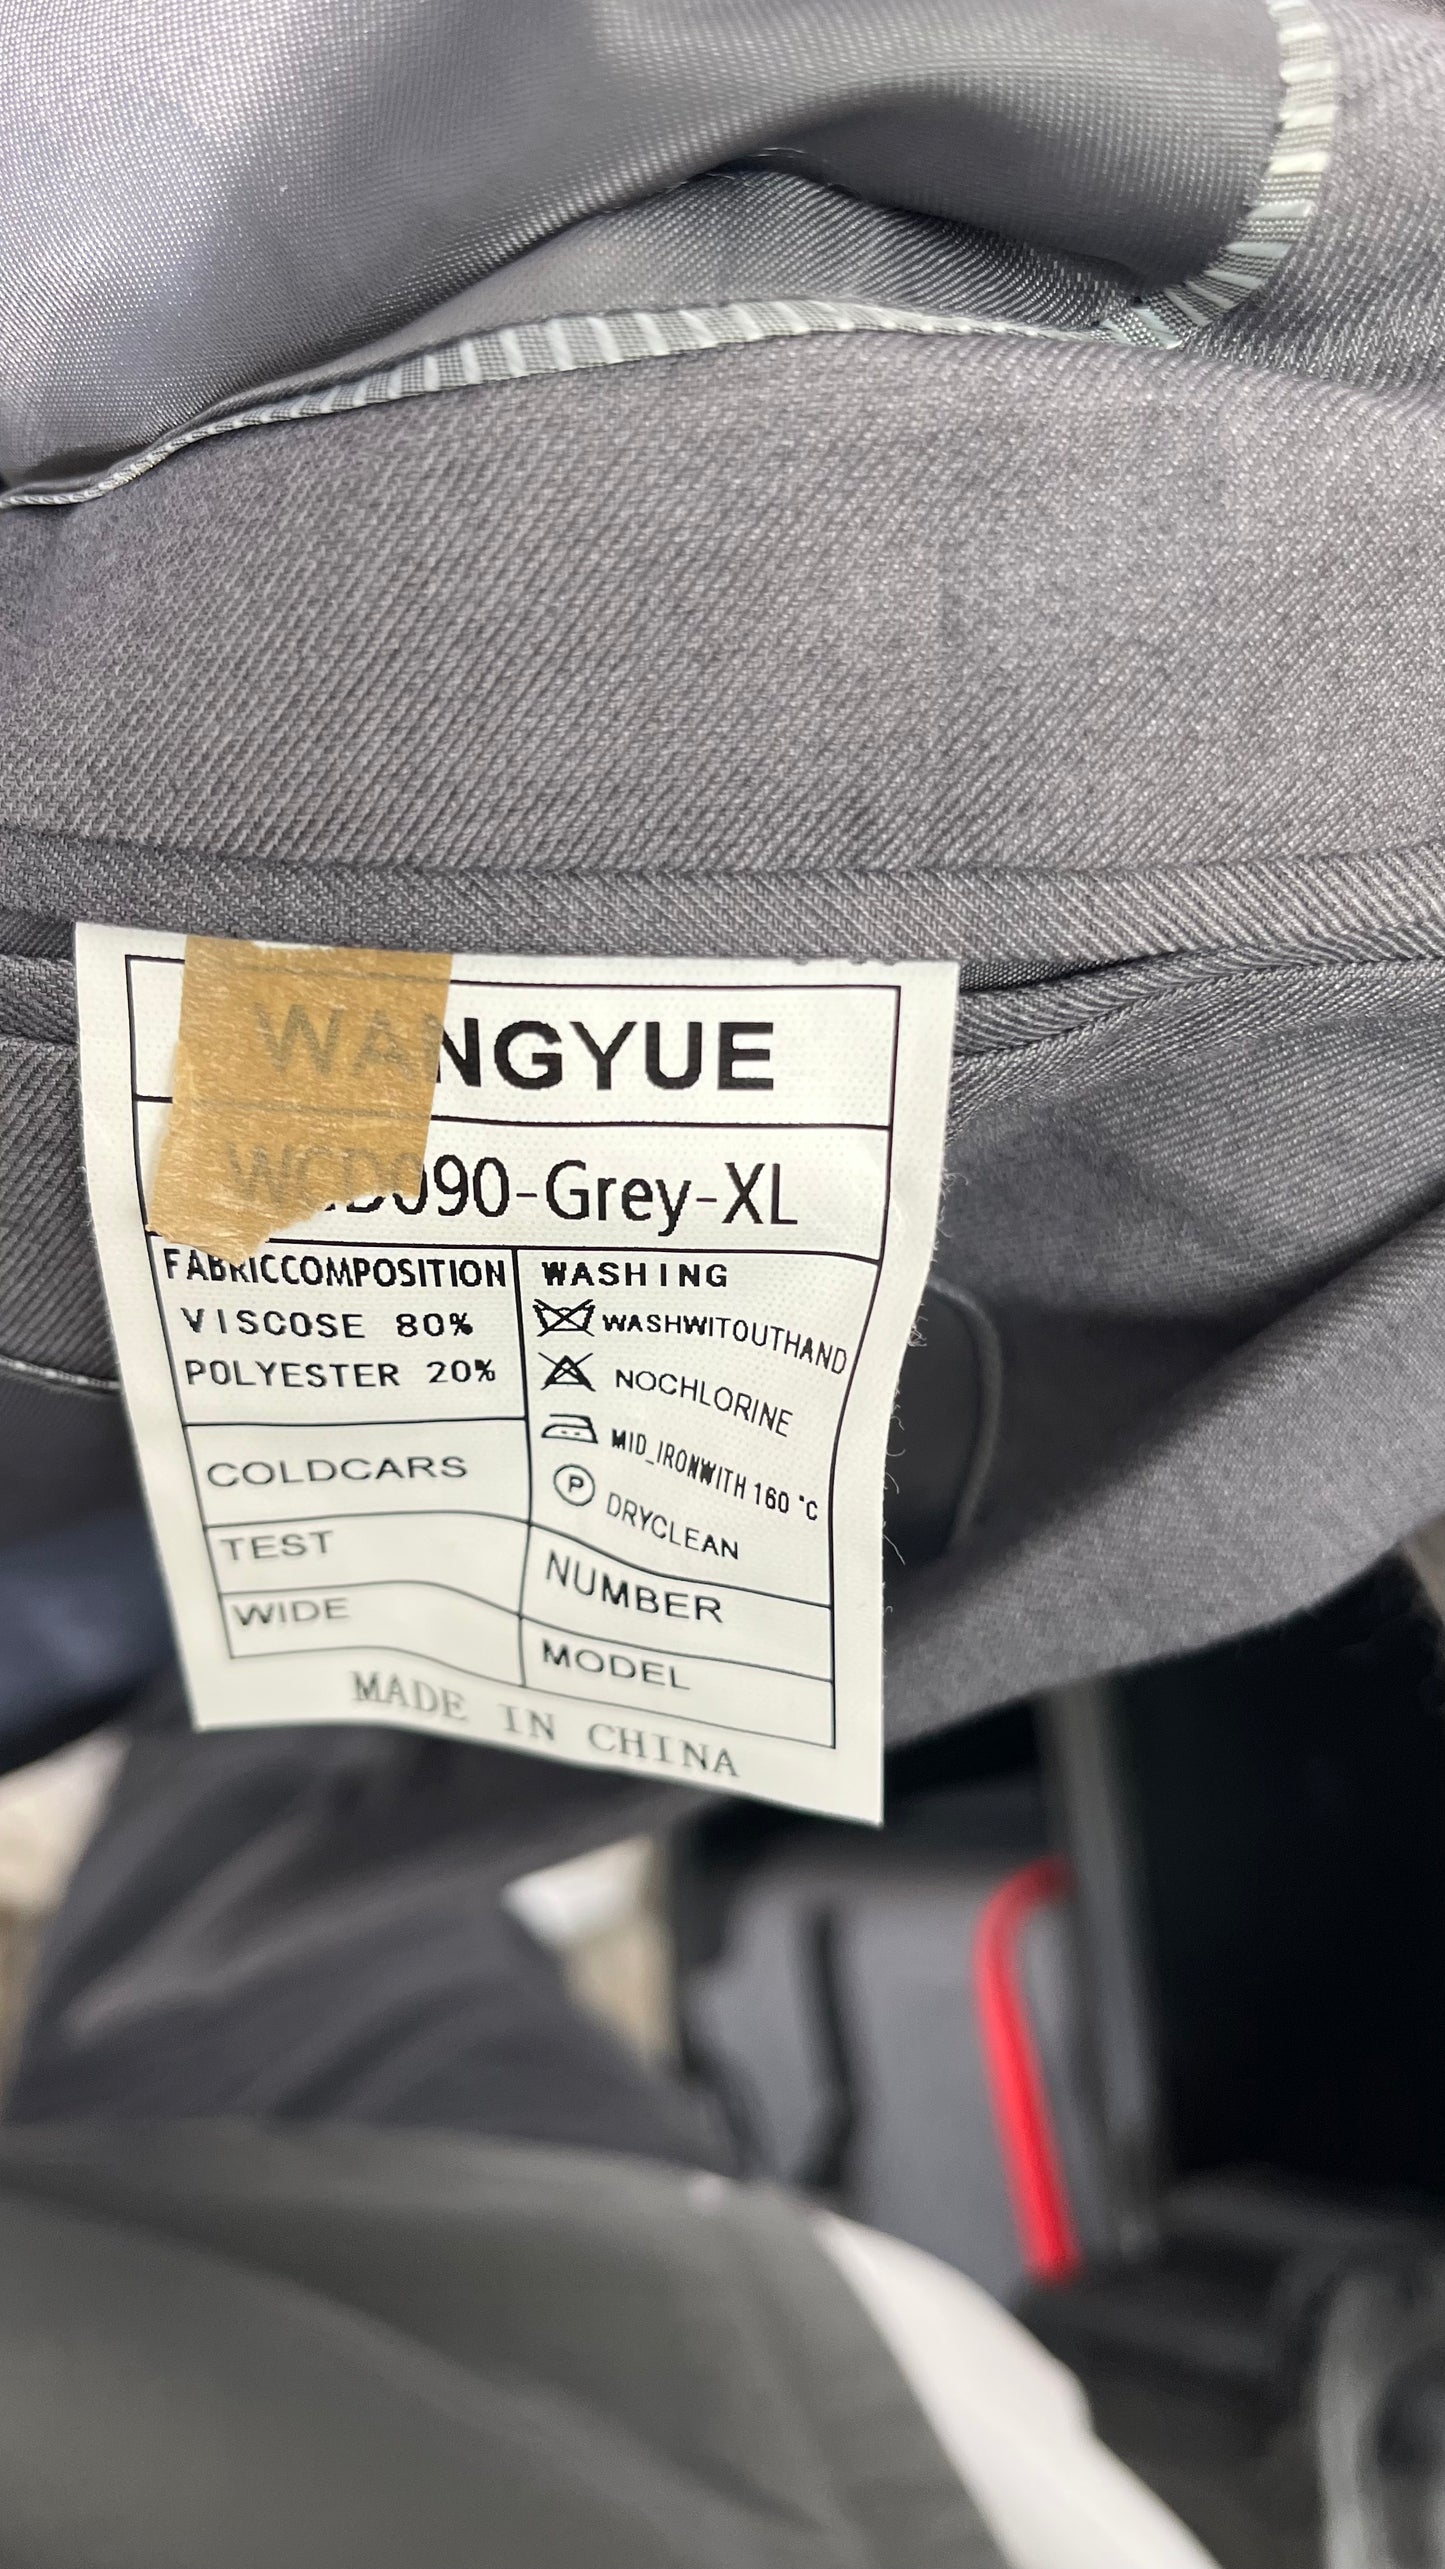 WANGYUE
WCD090-Grey-XL
FABRICCOMPOSITION
VISCOSE 80%
POLYESTER 20%
WASHING
WASHWITOUTHAND
NOCHLORINE
MID_IRONWITH 160 °C
P DRYCLEAN
COLDCARS
TEST
NUMBER
WIDE
MODEL
MADE IN CHINA